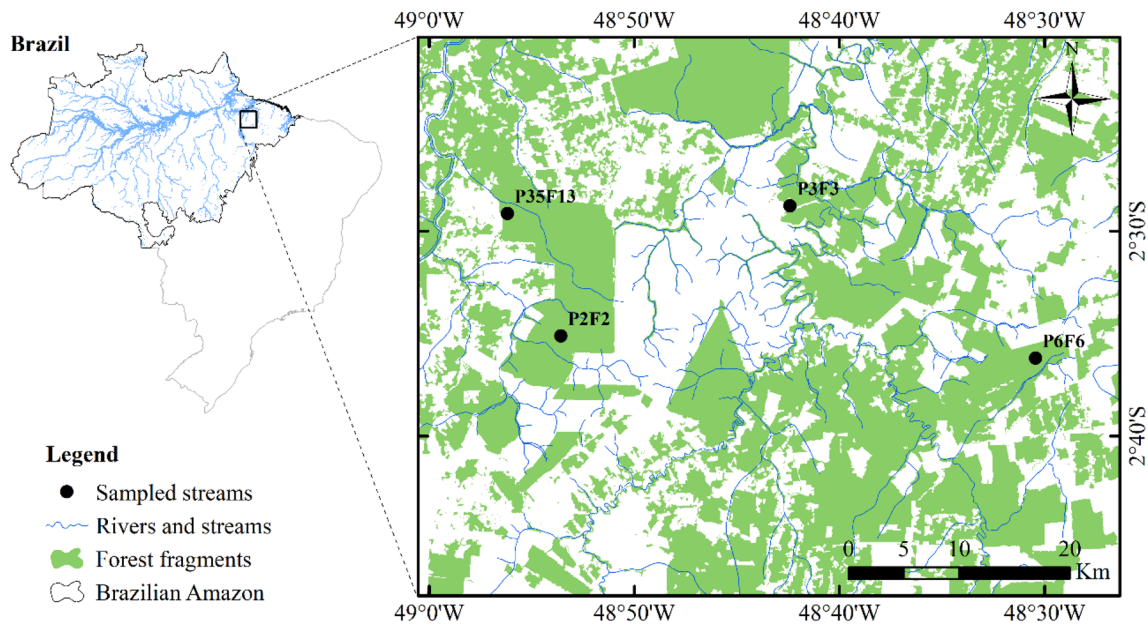 49°0'W 48°50'W 48°40'W 48°30'W
Brazil
N
P35F13
P3F3
2°30'S
P2F2
P6F6
2°40'S
Legend
Sampled streams
Rivers and streams
Forest fragments
Brazilian Amazon
0 5 10 20
Km
49°0'W 48°50'W 48°40'W 48°30'W